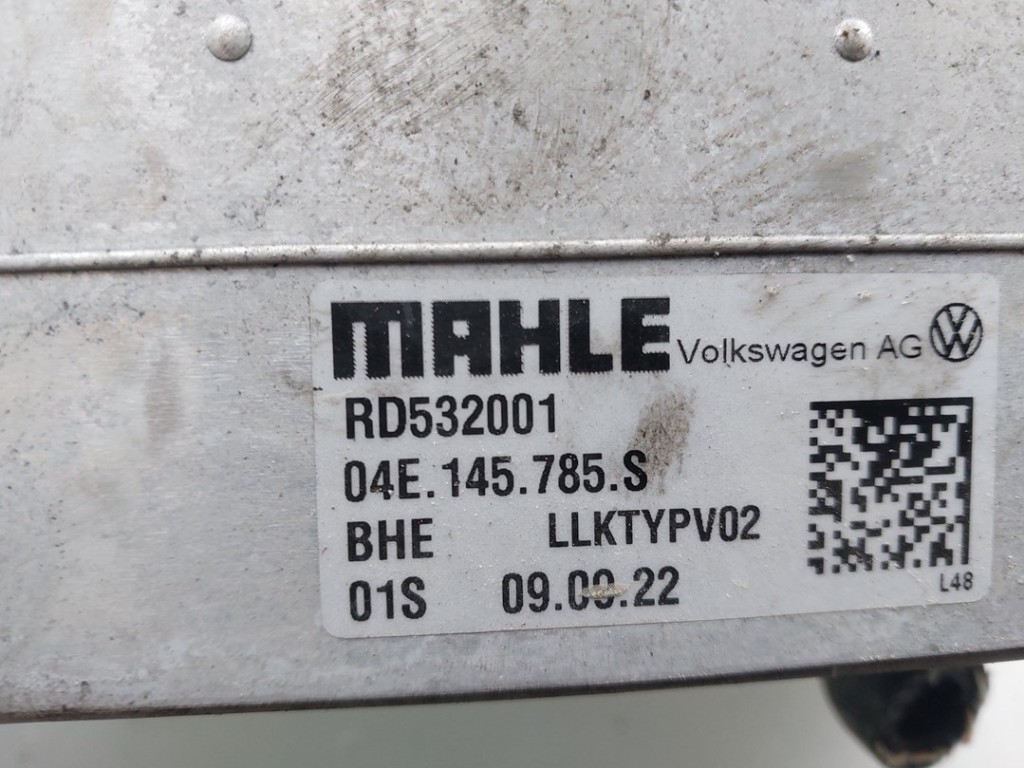 MAHLE Volkswagen AG
RD532001
04E.145.785.S
BHE LLKTYPV02
01S
L48